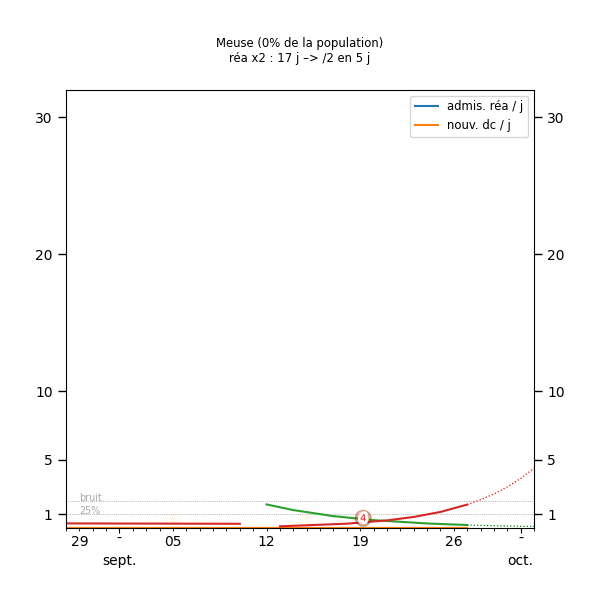 Meuse (0% de la population)
réa x2 : 17 j –> /2 en 5 j
admis. réa / j
nouv. dc / j
30
30
20
20
10
10
5
5
bruit
25%
1
1
4
29 - 05 12 19 26 -
sept. oct.